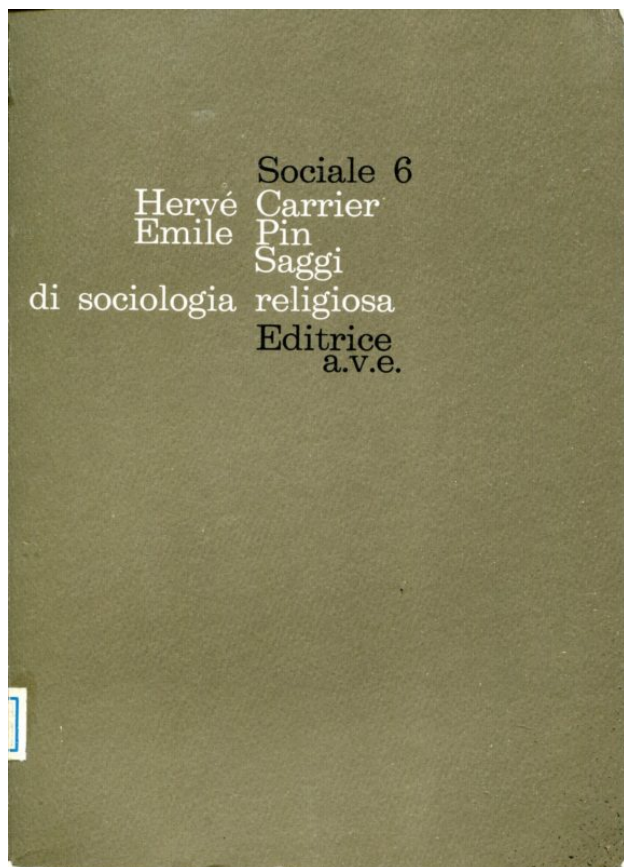 Sociale 6
Hervé Carrier
Emile Pin
Saggi
di sociologia religiosa
Editrice
a.v.e.